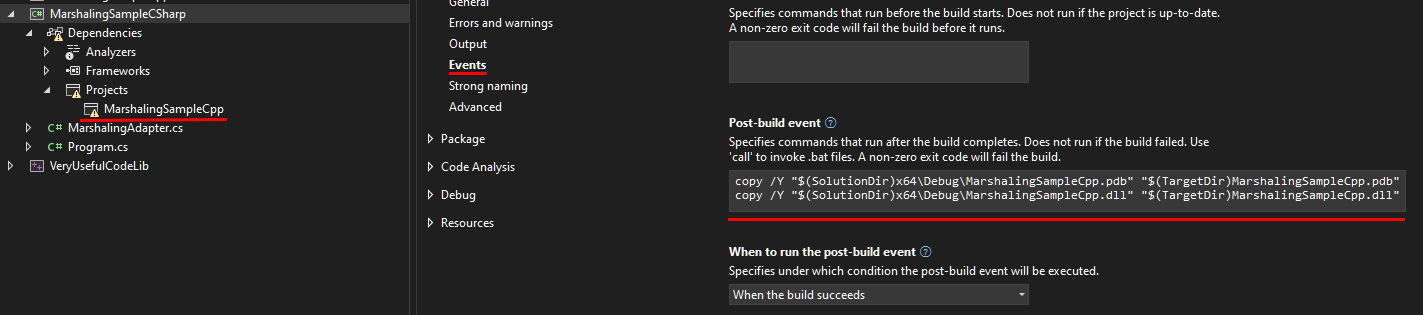 MarshalingSampleCSharp
Dependencies
Analyzers
Frameworks
Projects
MarshalingSampleCpp
C# MarshalingAdapter.cs
C# Program.cs
VeryUsefulCodeLib
General
Errors and warnings
Output
Events
Strong naming
Advanced
Package
Code Analysis
Debug
Resources
Specifies commands that run before the build starts. Does not run if the project is up-to-date.
A non-zero exit code will fail the build before it runs.
Post-build event
Specifies commands that run after the build completes. Does not run if the build failed. Use
'call' to invoke .bat files. A non-zero exit code will fail the build.
copy /Y "$(SolutionDir)x64\Debug\MarshalingSampleCpp.pdb" "$(TargetDir)MarshalingSampleCpp.pdb"
copy /Y "$(SolutionDir)x64\Debug\MarshalingSampleCpp.dll" "$(TargetDir)MarshalingSampleCpp.dll"
When to run the post-build event
Specifies under which condition the post-build event will be executed.
When the build succeeds